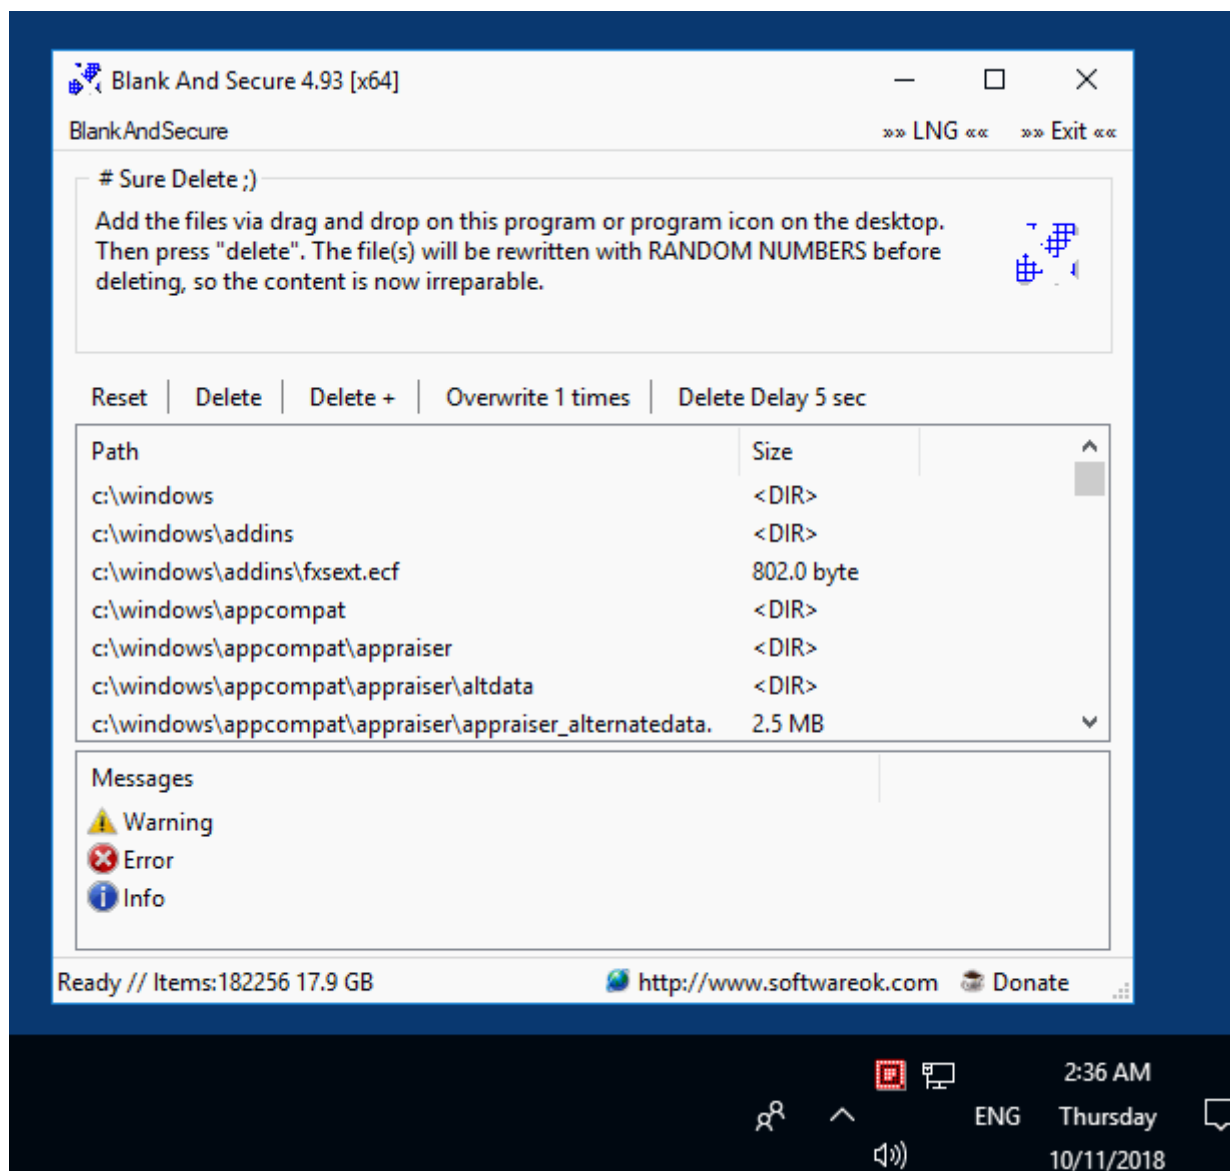 Blank And Secure 4.93 [x64]
BlankAndSecure »» LNG «« »» Exit ««
# Sure Delete ;)
Add the files via drag and drop on this program or program icon on the desktop.
Then press "delete". The file(s) will be rewritten with RANDOM NUMBERS before
deleting, so the content is now irreparable.
Reset | Delete | Delete + | Overwrite 1 times | Delete Delay 5 sec
Path Size
c:\windows <DIR>
c:\windows\addins <DIR>
c:\windows\addins\fxsext.ecf 802.0 byte
c:\windows\appcompat <DIR>
c:\windows\appcompat\appraiser <DIR>
c:\windows\appcompat\appraiser\altdata <DIR>
c:\windows\appcompat\appraiser\appraiser_alternatedata. 2.5 MB
Messages
Warning
Error
Info
Ready // Items:182256 17.9 GB http://www.softwareok.com Donate
2:36 AM
ENG Thursday
10/11/2018